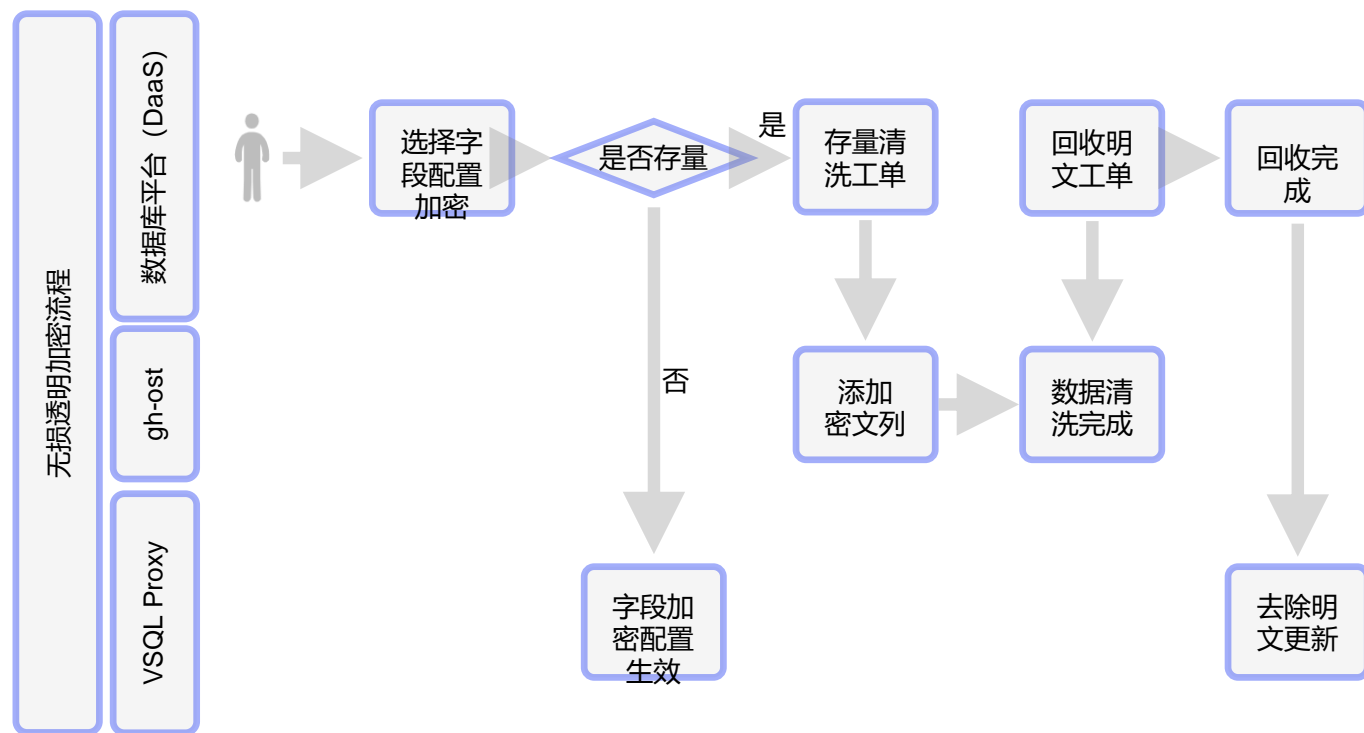 无损透明加密流程
数据库平台（DaaS）
gh-ost
VSQL Proxy
选择字
段配置
加密
是否存量
是
存量清
洗工单
回收明
文工单
回收完
成
否
添加
密文列
数据清
洗完成
字段加
密配置
生效
去除明
文更新